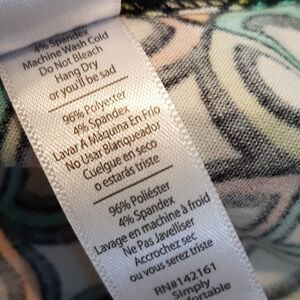 4% Spandex
Machine Wash Cold
Do Not Bleach
Hang Dry
or you'll be sad
96% Polyester
4% Spandex
Lavar A Máquina En Frío
No Usar Blanqueador
Cuelgue en seco
o estarás triste
96% Poliéster
4% Spandex
Lavage en machine à froid
Ne Pas Javelliser
Accrochez sec
ou vous serez triste
RN#142161
Simply